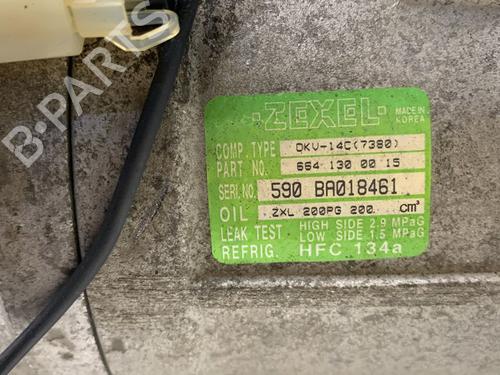 ·ZEXEL·
MADE IN
KOREA
COMP. TYPE DKV-14C(7380)
PART NO. 664 130 00 15
SERI. NO. 590 BA018461
OIL ZXL 200PG 200 cm³
LEAK TEST HIGH SIDE 2.9 MPaG
LOW SIDE 1.5 MPaG
REFRIG. HFC 134a
B-PARTS